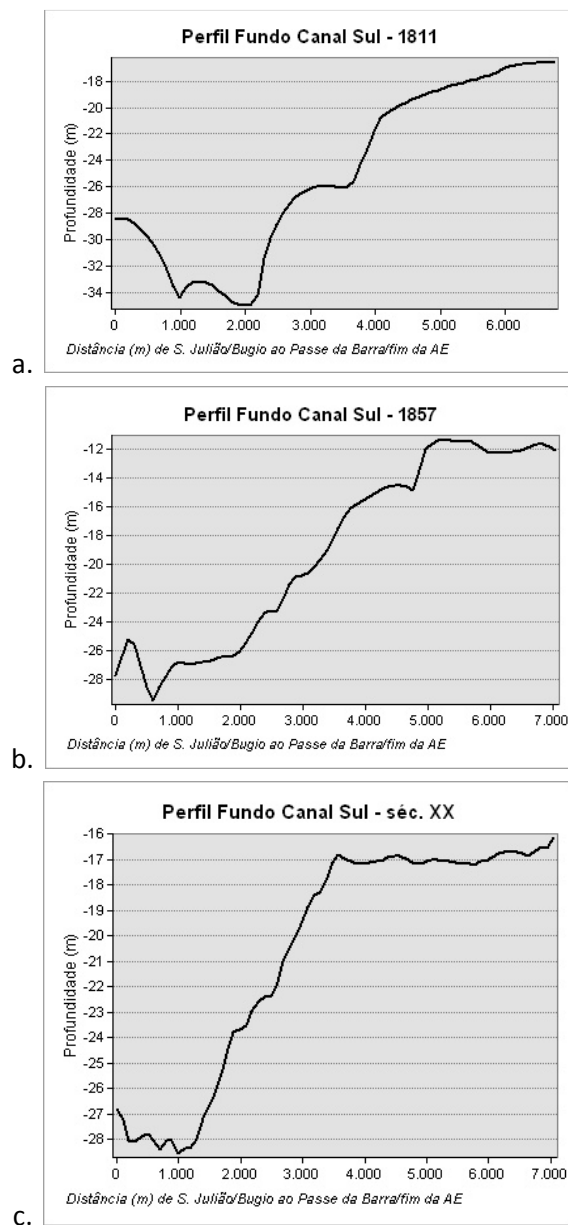 Perfil Fundo Canal Sul - 1811
Profundidade (m)
-18
-20
-22
-24
-26
-28
-30
-32
-34
0 1.000 2.000 3.000 4.000 5.000 6.000
Distância (m) de S. Julião/Bugio ao Passe da Barra/fim da AE
a.
Perfil Fundo Canal Sul - 1857
Profundidade (m)
-12
-14
-16
-18
-20
-22
-24
-26
-28
0 1.000 2.000 3.000 4.000 5.000 6.000 7.000
Distância (m) de S. Julião/Bugio ao Passe da Barra/fim da AE
b.
Perfil Fundo Canal Sul - séc. XX
Profundidade (m)
-16
-17
-18
-19
-20
-21
-22
-23
-24
-25
-26
-27
-28
0 1.000 2.000 3.000 4.000 5.000 6.000 7.000
Distância (m) de S. Julião/Bugio ao Passe da Barra/fim da AE
c.